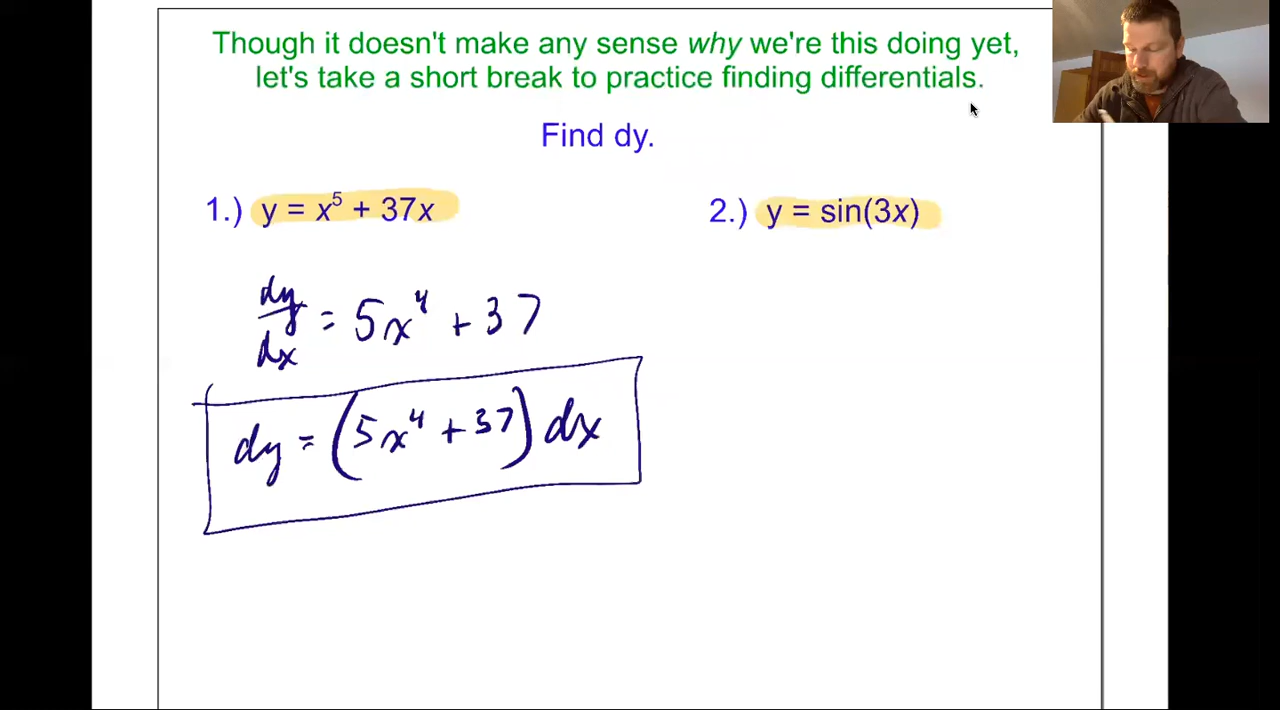 Though it doesn't make any sense why we're this doing yet,
let's take a short break to practice finding differentials.
Find dy.
1.) y = x⁵ + 37x
dy/dx = 5x⁴ + 37
dy = (5x⁴ + 37) dx
2.) y = sin(3x)